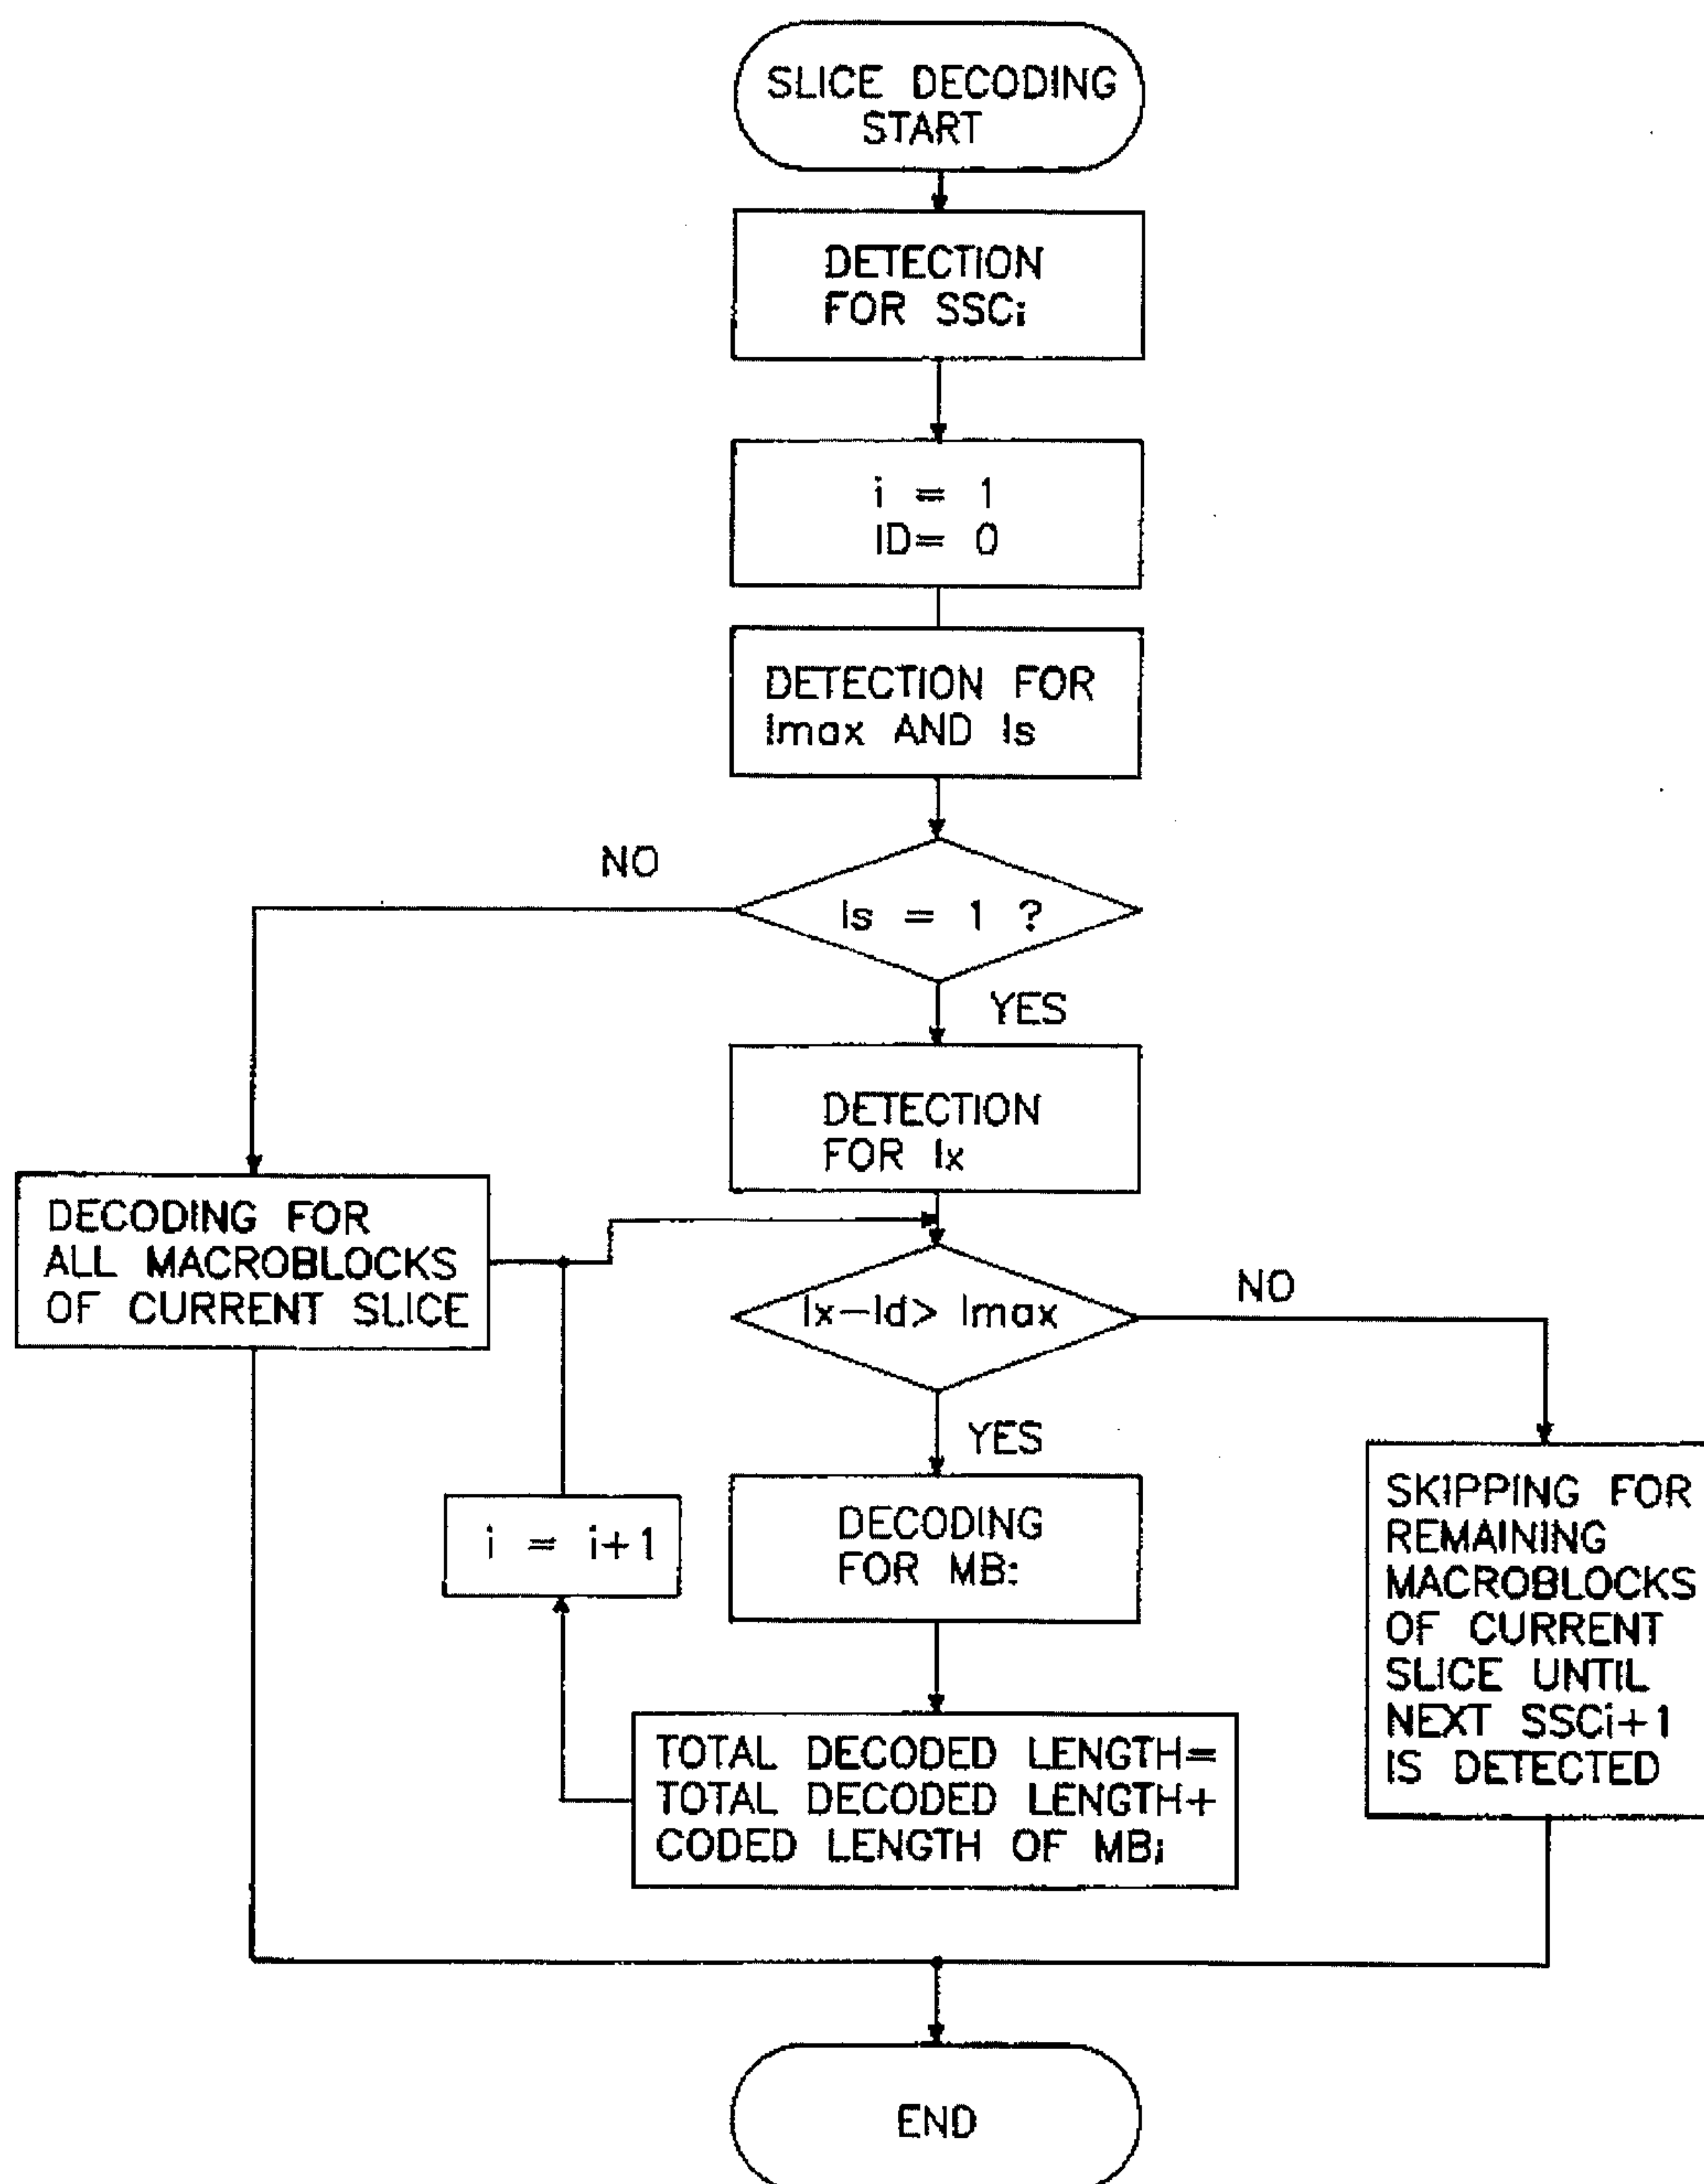 SLICE DECODING
START
DETECTION
FOR SSCi
i = 1
lD= 0
DETECTION FOR
lmax AND ls
NO
ls = 1 ?
YES
DETECTION
FOR lx
DECODING FOR
ALL MACROBLOCKS
OF CURRENT SLICE
lx-ld> lmax
NO
YES
i = i+1
DECODING
FOR MB:
SKIPPING FOR
REMAINING
MACROBLOCKS
OF CURRENT
SLICE UNTIL
NEXT SSCi+1
IS DETECTED
TOTAL DECODED LENGTH=
TOTAL DECODED LENGTH+
CODED LENGTH OF MBi
END